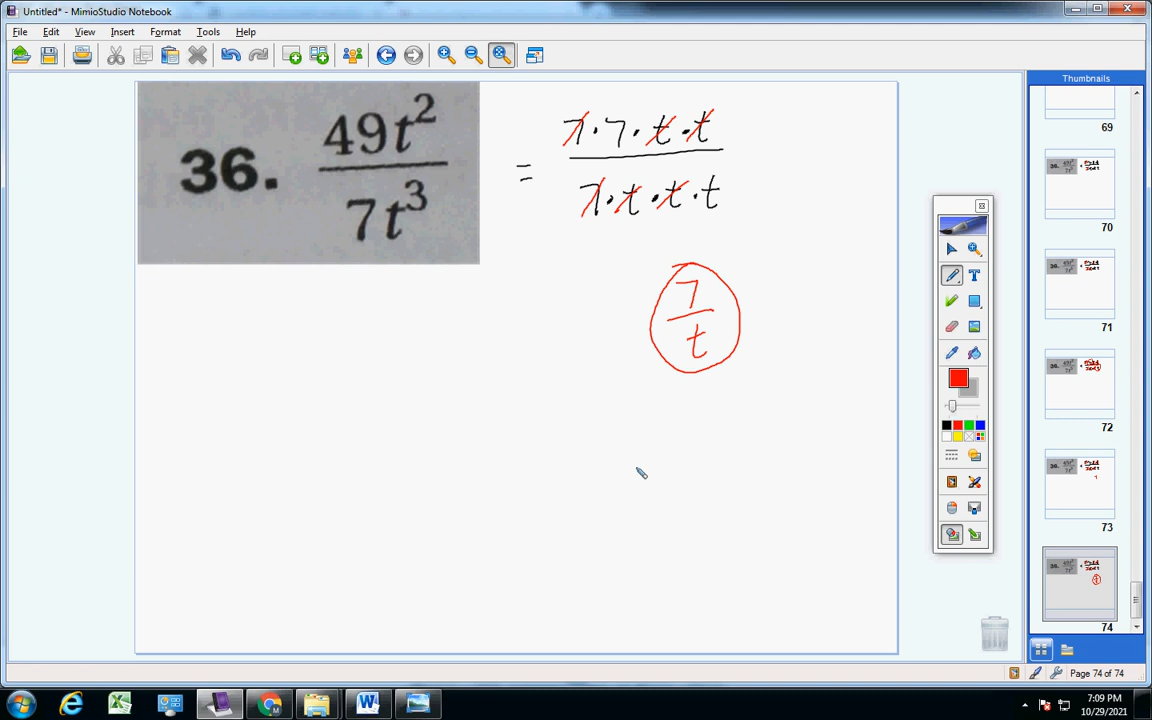 Untitled* - MimioStudio Notebook
File Edit View Insert Format Tools Help
Thumbnails
69
70
71
72
73
74
36. 49t²
7t³
= 7·7·t·t
7·t·t·t
7
t
Page 74 of 74
7:09 PM
10/29/2021